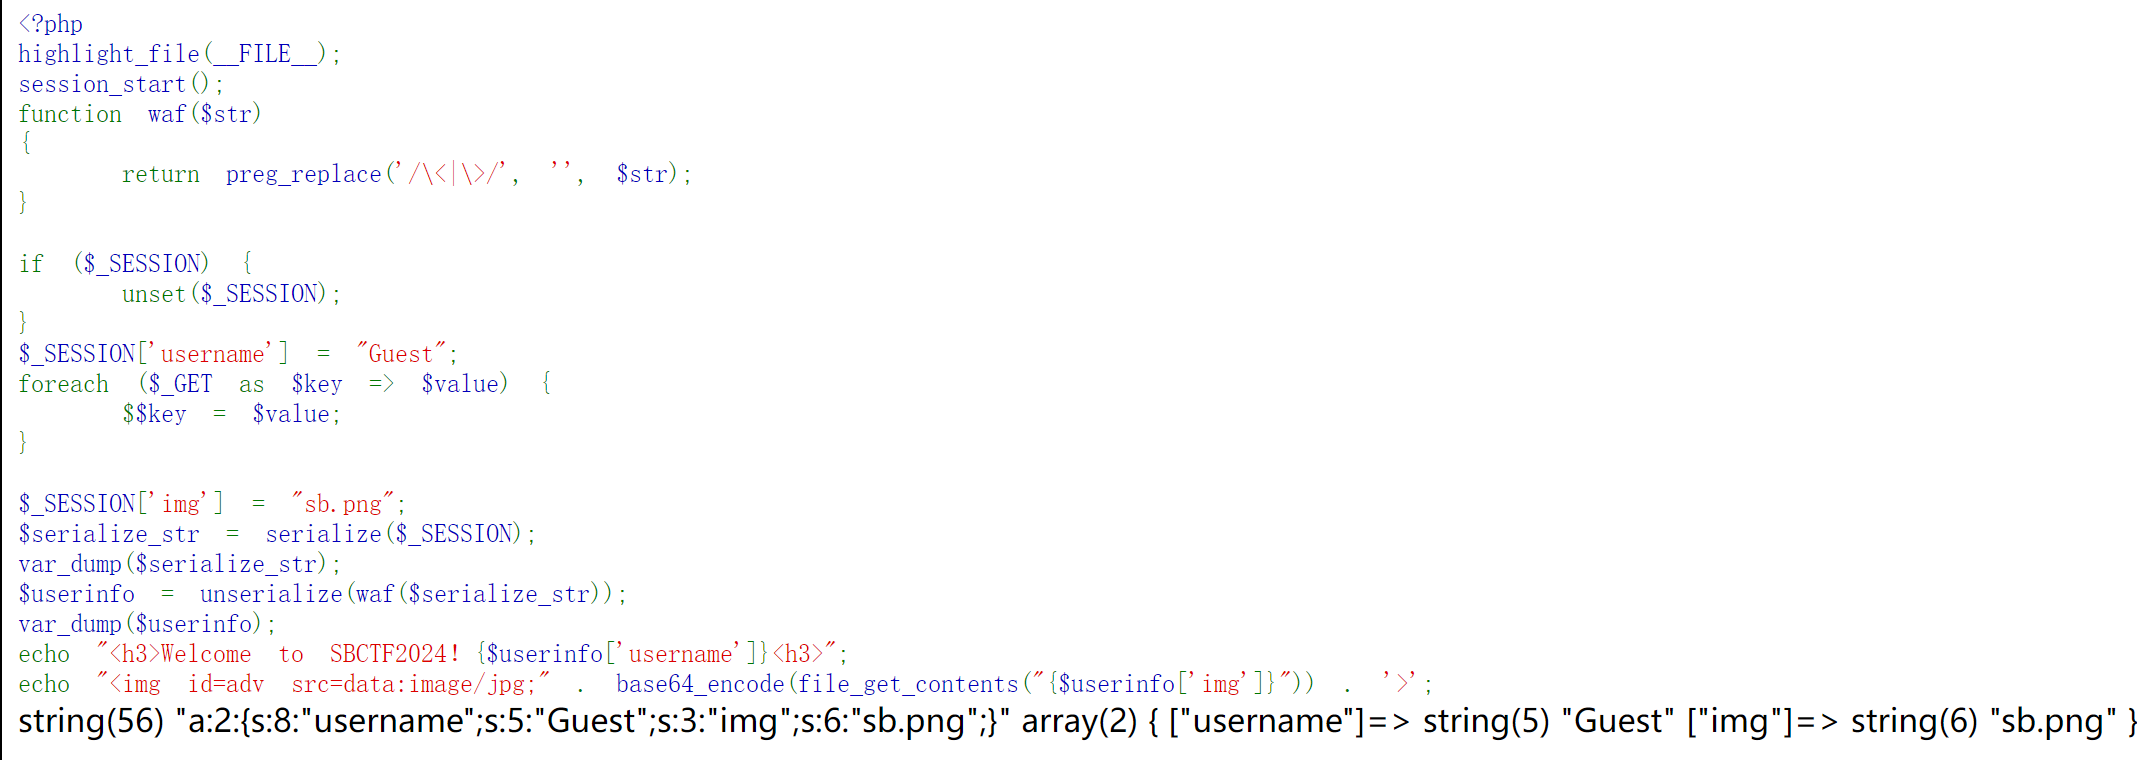 <?php
highlight_file(__FILE__);
session_start();
function waf($str)
{
return preg_replace('/\<|\>/', '', $str);
}
if ($_SESSION) {
unset($_SESSION);
}
$_SESSION['username'] = "Guest";
foreach ($_GET as $key => $value) {
$$key = $value;
}
$_SESSION['img'] = "sb.png";
$serialize_str = serialize($_SESSION);
var_dump($serialize_str);
$userinfo = unserialize(waf($serialize_str));
var_dump($userinfo);
echo "<h3>Welcome to SBCTF2024! {$userinfo['username']}<h3>";
echo "<img id=adv src=data:image/jpg;" . base64_encode(file_get_contents("{$userinfo['img']}")) . '>';
string(56) "a:2:{s:8:"username";s:5:"Guest";s:3:"img";s:6:"sb.png";}" array(2) { ["username"]=> string(5) "Guest" ["img"]=> string(6) "sb.png" }